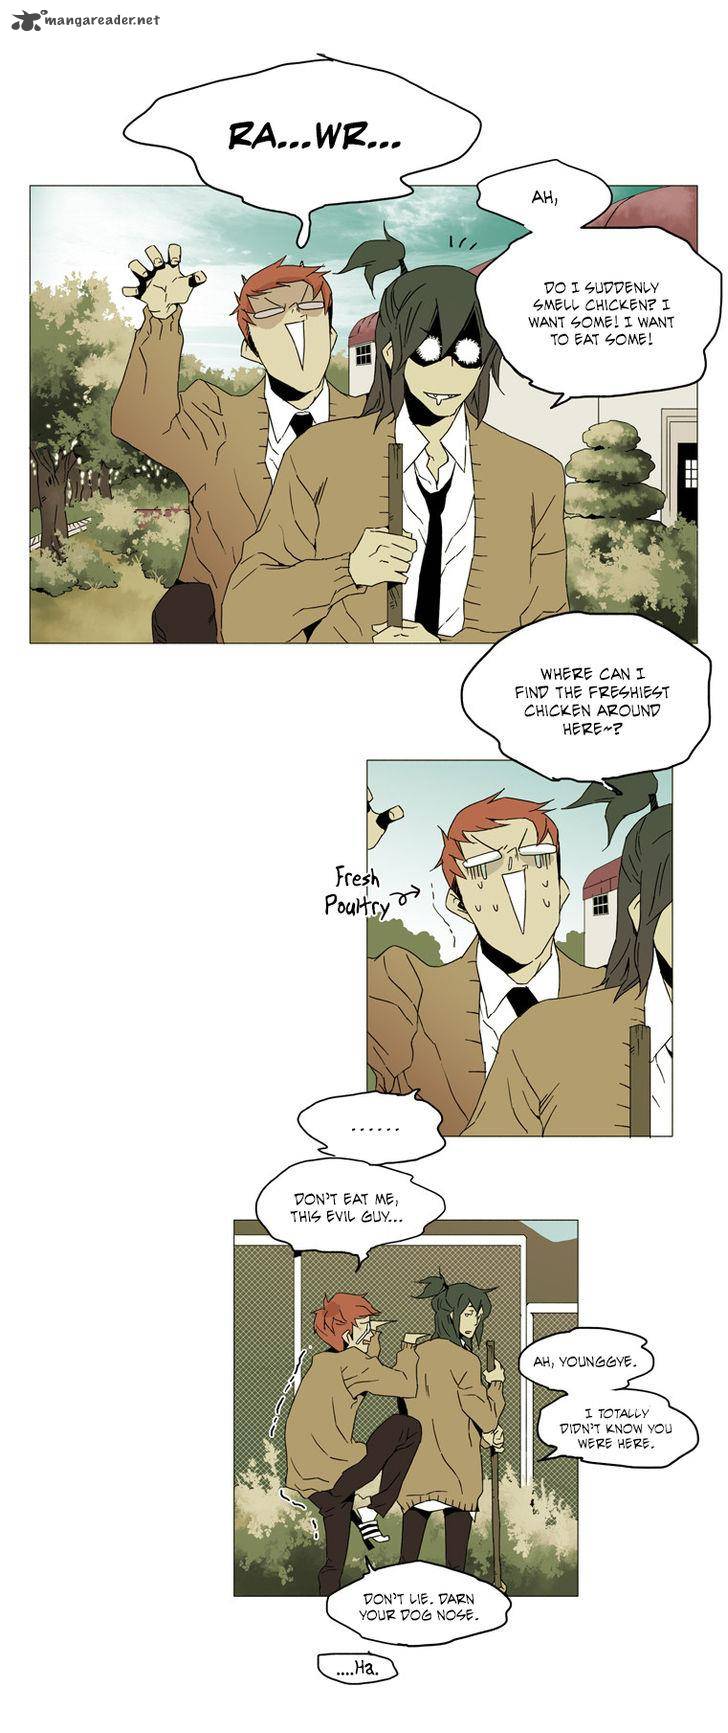 mangareader.net
RA...WR...
AH,
DO I SUDDENLY
SMELL CHICKEN? I
WANT SOME! I WANT
TO EAT SOME!
WHERE CAN I
FIND THE FRESHIEST
CHICKEN AROUND
HERE~?
Fresh
Poultry
......
DON'T EAT ME,
THIS EVIL GUY...
AH, YOUNGGYE.
I TOTALLY
DIDN'T KNOW YOU
WERE HERE.
DON'T LIE. DARN
YOUR DOG NOSE.
....Ha.